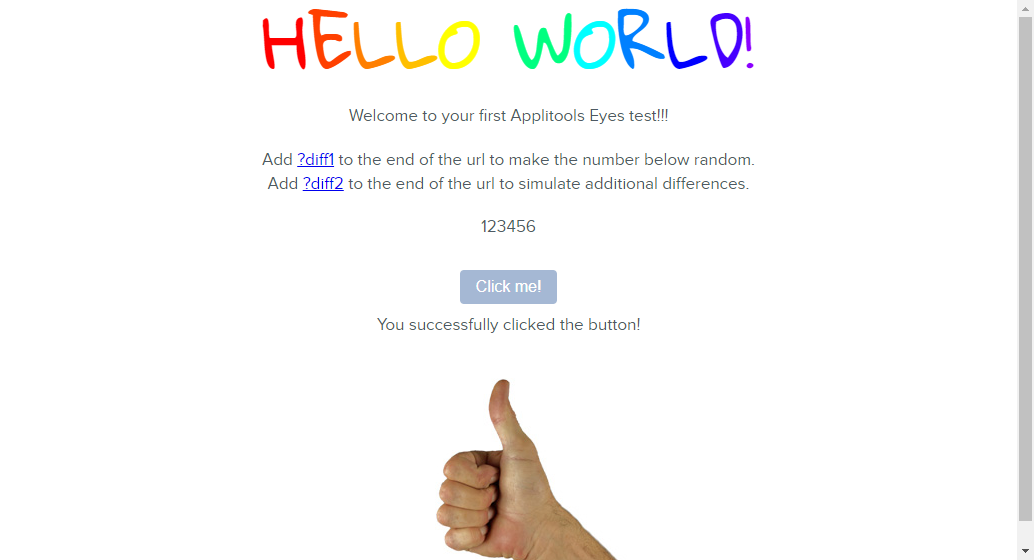 HELLO WORLD!
Welcome to your first Applitools Eyes test!!!
Add ?diff1 to the end of the url to make the number below random.
Add ?diff2 to the end of the url to simulate additional differences.
123456
Click me!
You successfully clicked the button!